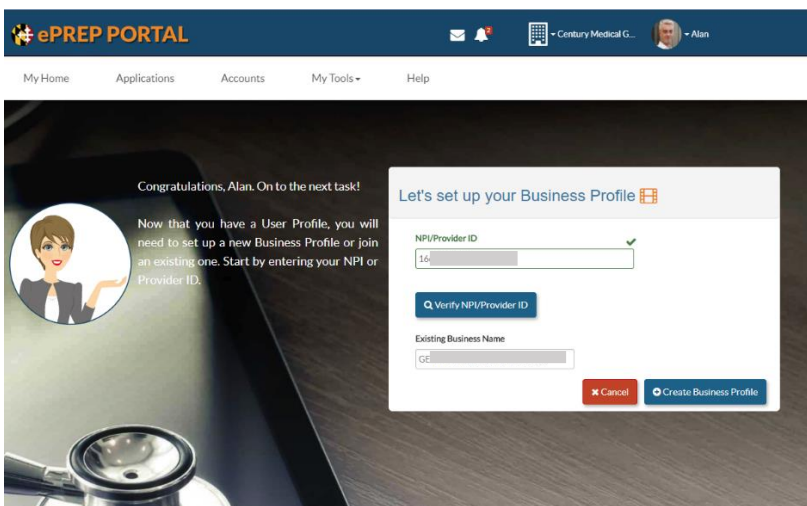 ePREP PORTAL
2
Century Medical G...
Alan
My Home
Applications
Accounts
My Tools
Help
Congratulations, Alan. On to the next task!
Now that you have a User Profile, you will
need to set up a new Business Profile or join
an existing one. Start by entering your NPI or
Provider ID.
Let's set up your Business Profile
NPI/Provider ID
16
Verify NPI/Provider ID
Existing Business Name
GE
Cancel
Create Business Profile